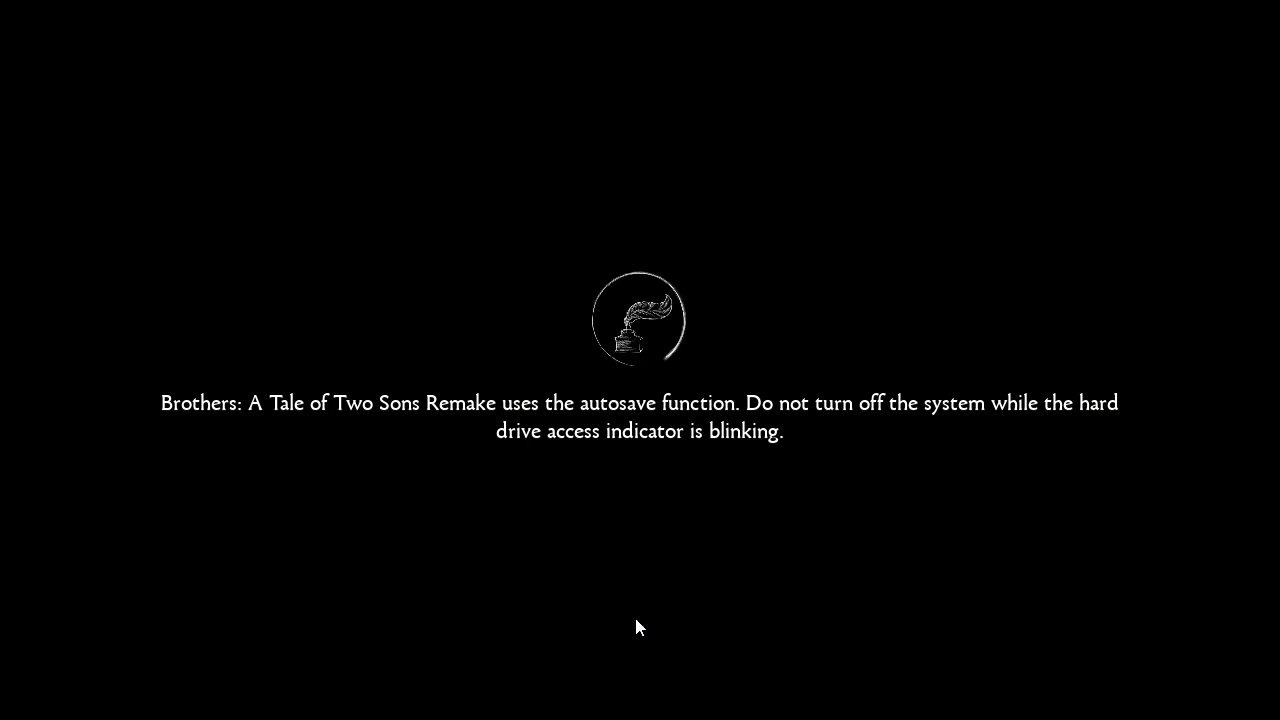 Brothers: A Tale of Two Sons Remake uses the autosave function. Do not turn off the system while the hard
drive access indicator is blinking.